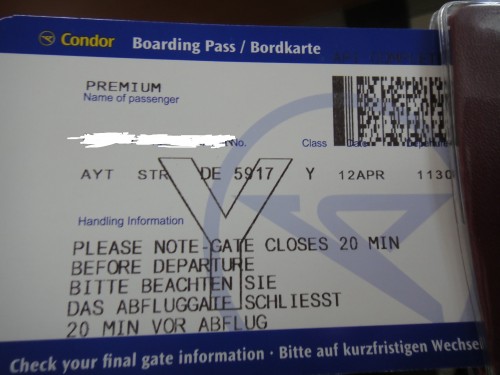 Condor Boarding Pass / Bordkarte
PREMIUM
Name of passenger
No. Class Date Departure
AYT STR DE 5917 Y 12APR 1130
Y
Handling Information
PLEASE NOTE-GATE CLOSES 20 MIN
BEFORE DEPARTURE
BITTE BEACHTEN SIE
DAS ABFLUGGATE SCHLIESST
20 MIN VOR ABFLUG
Check your final gate information · Bitte auf kurzfristigen Wechsel